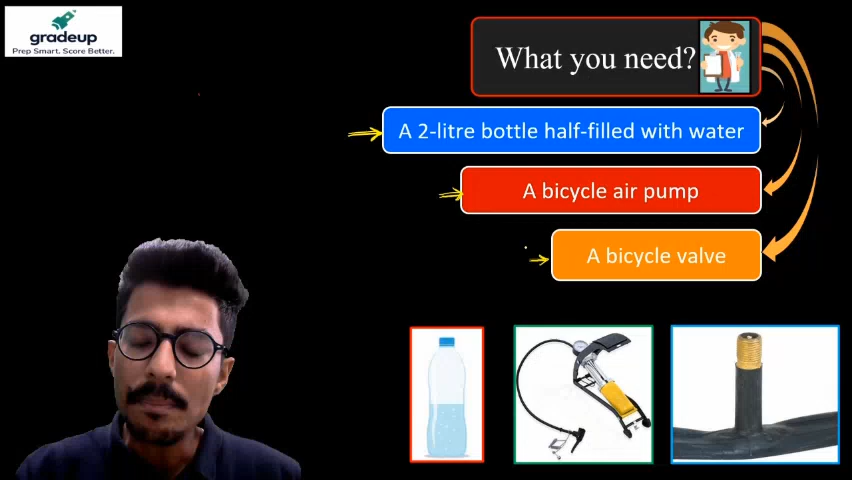 gradeup
Prep Smart. Score Better.
What you need?
A 2-litre bottle half-filled with water
A bicycle air pump
A bicycle valve